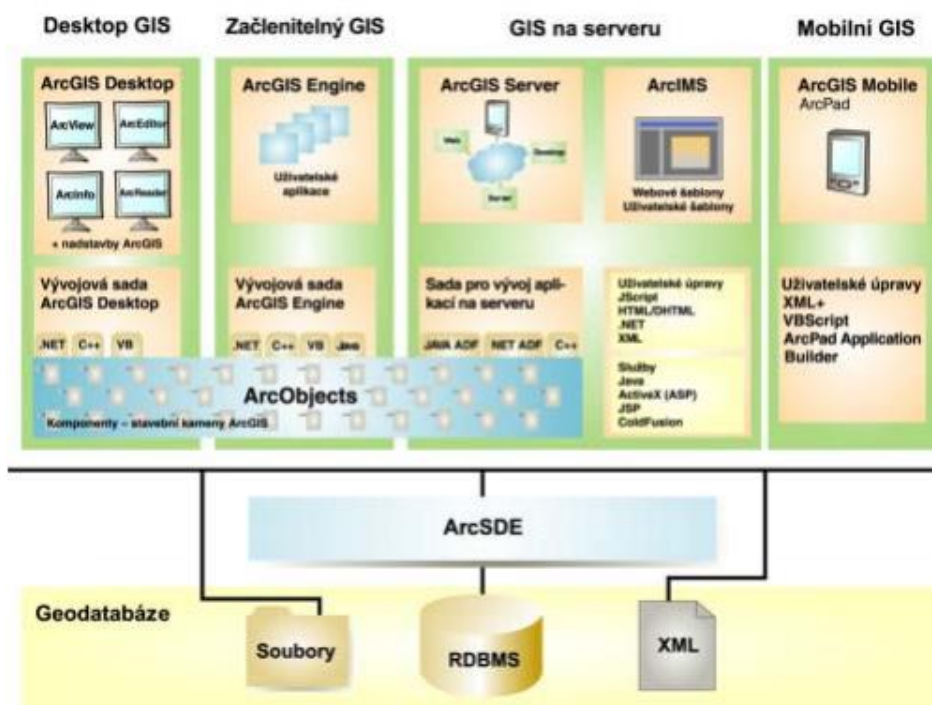 Desktop GIS
Začlenitelný GIS
GIS na serveru
Mobilní GIS
ArcGIS Desktop
ArcView
ArcEditor
ArcInfo
ArcReader
+ nadstavby ArcGIS
ArcGIS Engine
Uživatelské
aplikace
ArcGIS Server
Web
Desktop
Server
ArcIMS
Webové šablony
Uživatelské šablony
ArcGIS Mobile
ArcPad
Vývojová sada
ArcGIS Desktop
.NET C++ VB
Vývojová sada
ArcGIS Engine
.NET C++ VB Java
Sada pro vývoj apli-
kací na serveru
JAVA ADF NET ADF C++
Uživatelské úpravy
JScript
HTML/DHTML
.NET
XML
Služby
Java
ActiveX (ASP)
JSP
ColdFusion
Uživatelské úpravy
XML+
VBScript
ArcPad Application
Builder
ArcObjects
Komponenty – stavební kameny ArcGIS
ArcSDE
Geodatabáze
Soubory
RDBMS
XML